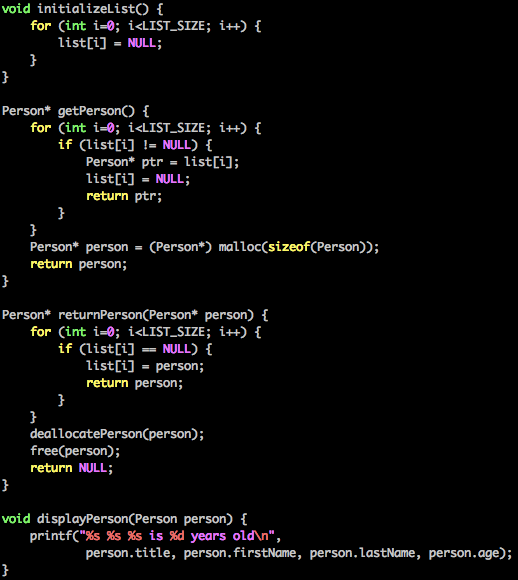 void initializeList() {
    for (int i=0; i<LIST_SIZE; i++) {
        list[i] = NULL;
    }
}

Person* getPerson() {
    for (int i=0; i<LIST_SIZE; i++) {
        if (list[i] != NULL) {
            Person* ptr = list[i];
            list[i] = NULL;
            return ptr;
        }
    }
    Person* person = (Person*) malloc(sizeof(Person));
    return person;
}

Person* returnPerson(Person* person) {
    for (int i=0; i<LIST_SIZE; i++) {
        if (list[i] == NULL) {
            list[i] = person;
            return person;
        }
    }
    deallocatePerson(person);
    free(person);
    return NULL;
}

void displayPerson(Person person) {
    printf("%s %s %s is %d years old\n",
            person.title, person.firstName, person.lastName, person.age);
}